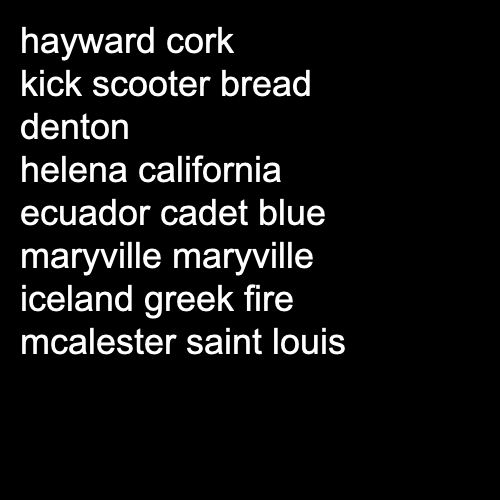 hayward cork
kick scooter bread
denton
helena california
ecuador cadet blue
maryville maryville
iceland greek fire
mcalester saint louis